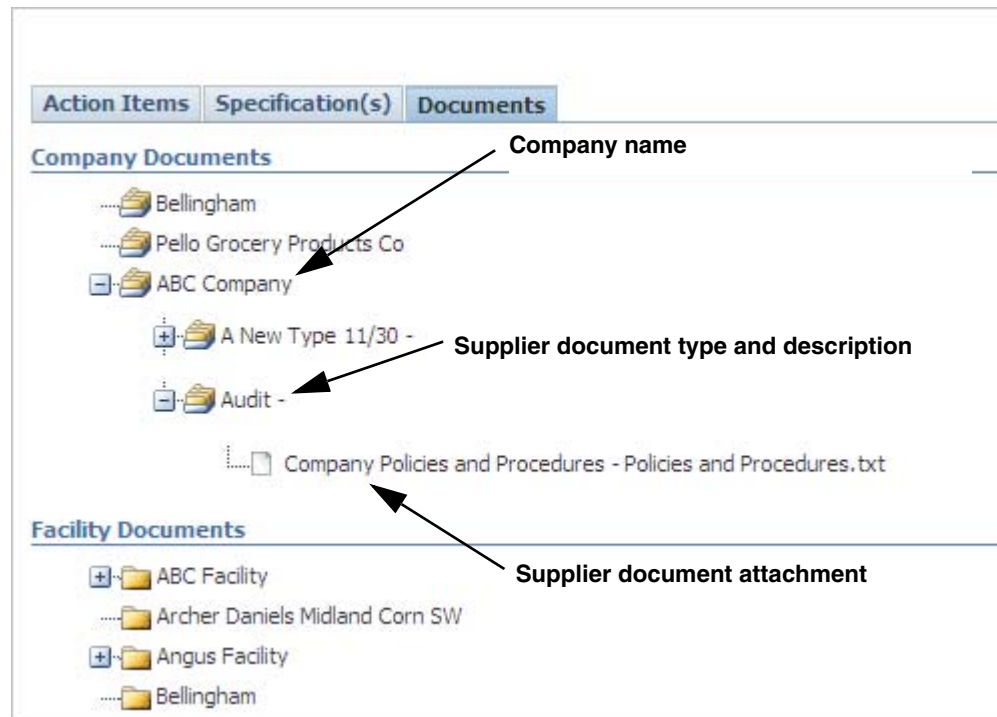 Action Items Specification(s) Documents
Company name
Company Documents
Bellingham
Pello Grocery Products Co
ABC Company
A New Type 11/30 -
Supplier document type and description
Audit -
Company Policies and Procedures - Policies and Procedures.txt
Facility Documents
Supplier document attachment
ABC Facility
Archer Daniels Midland Corn SW
Angus Facility
Bellingham